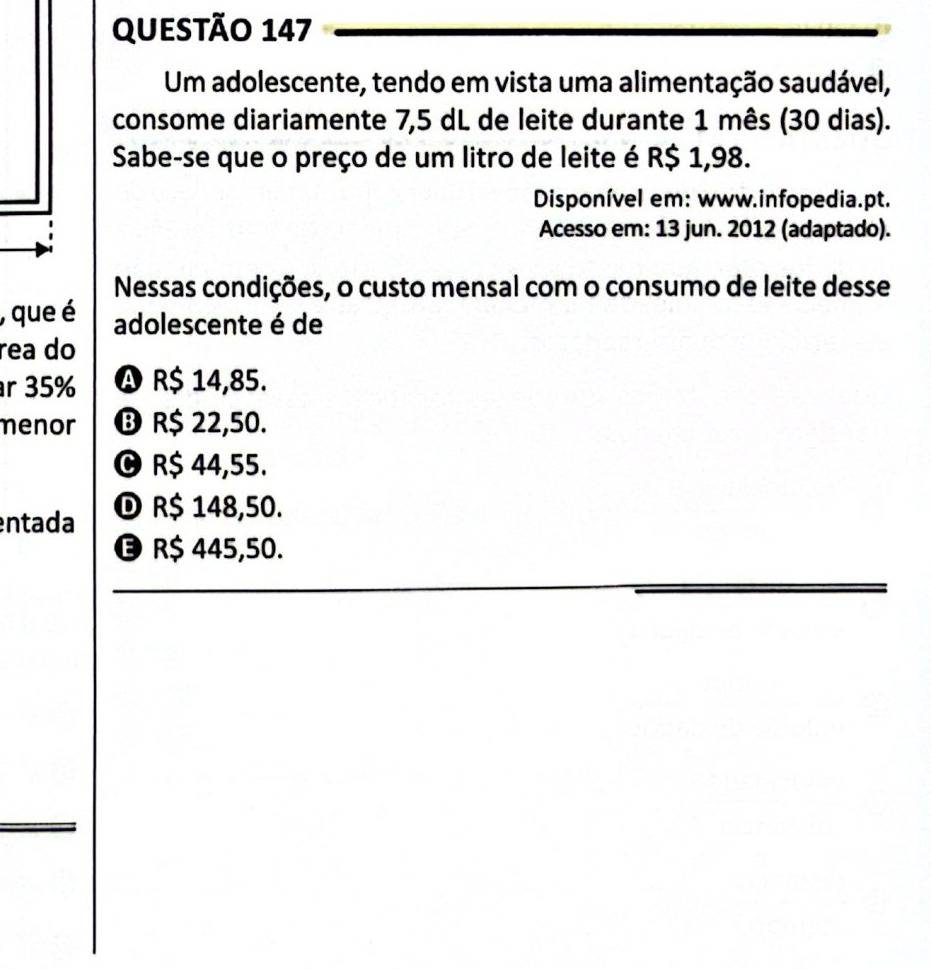 QUESTÃO 147
Um adolescente, tendo em vista uma alimentação saudável,
consome diariamente 7,5 dL de leite durante 1 mês (30 dias).
Sabe-se que o preço de um litro de leite é R$ 1,98.
Disponível em: www.infopedia.pt.
Acesso em: 13 jun. 2012 (adaptado).
Nessas condições, o custo mensal com o consumo de leite desse
adolescente é de
A R$ 14,85.
B R$ 22,50.
C R$ 44,55.
D R$ 148,50.
E R$ 445,50.
, que é
rea do
ar 35%
menor
entada